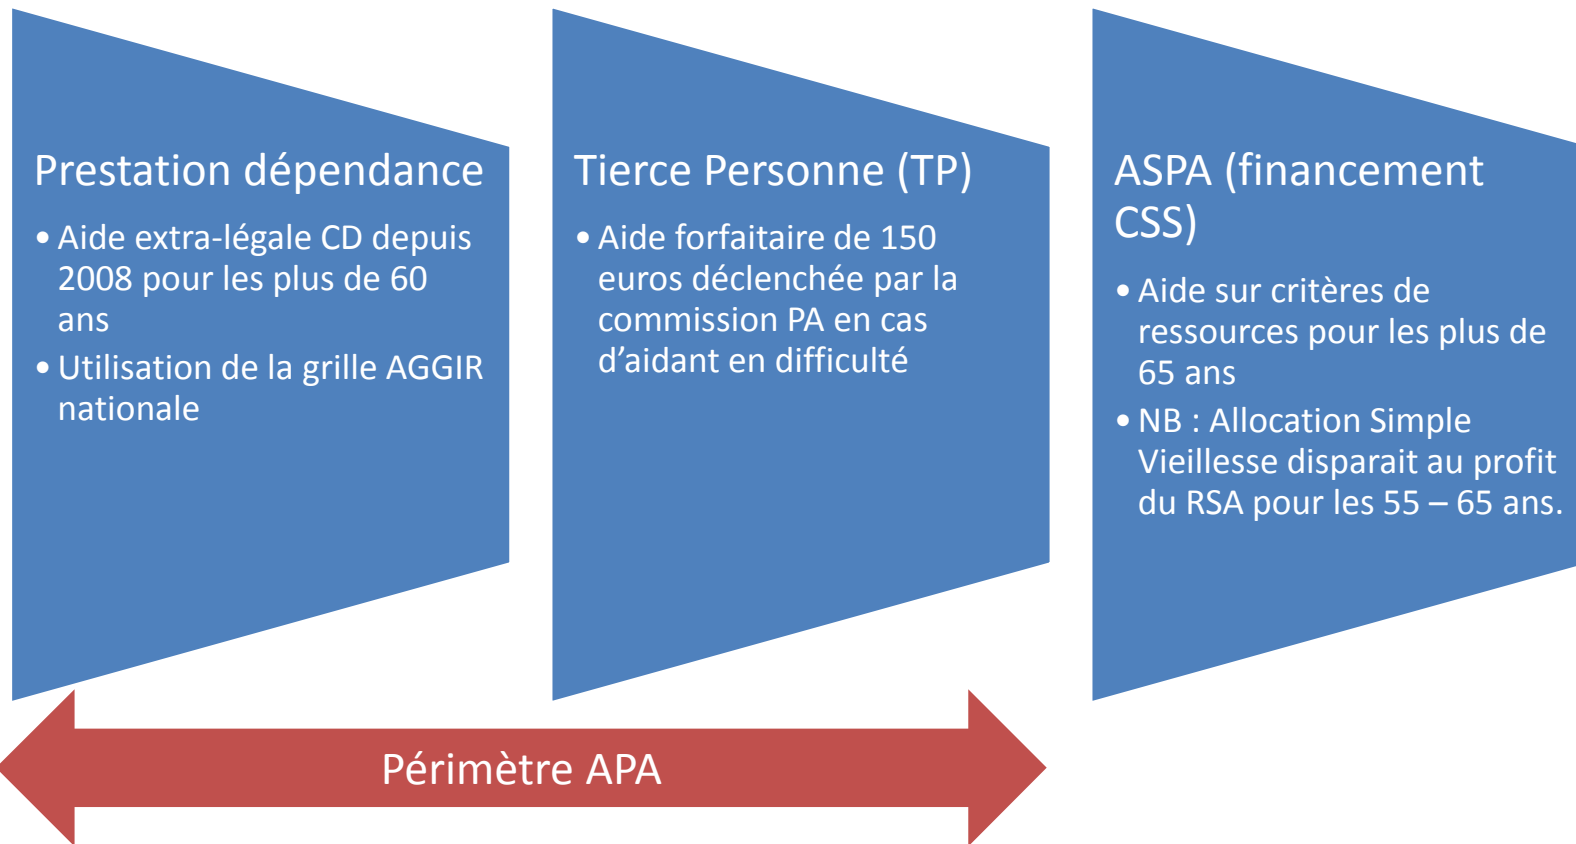 Prestation dépendance
• Aide extra-légale CD depuis
2008 pour les plus de 60
ans
• Utilisation de la grille AGGIR
nationale
Tierce Personne (TP)
• Aide forfaitaire de 150
euros déclenchée par la
commission PA en cas
d’aidant en difficulté
ASPA (financement
CSS)
• Aide sur critères de
ressources pour les plus de
65 ans
• NB : Allocation Simple
Vieillesse disparait au profit
du RSA pour les 55 – 65 ans.
Périmètre APA